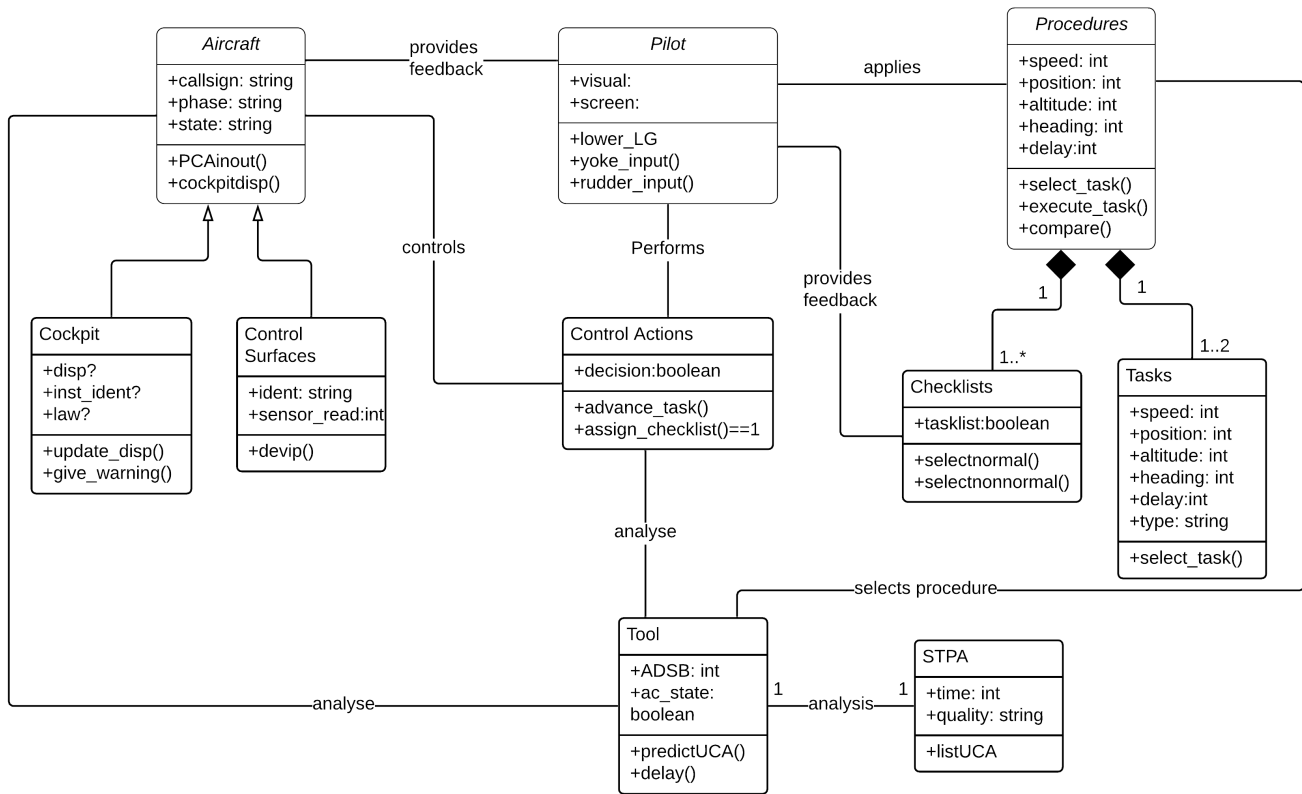 Aircraft
+callsign: string
+phase: string
+state: string
+PCAinout()
+cockpitdisp()
provides
feedback
Pilot
+visual:
+screen:
+lower_LG
+yoke_input()
+rudder_input()
applies
Procedures
+speed: int
+position: int
+altitude: int
+heading: int
+delay:int
+select_task()
+execute_task()
+compare()
controls
Performs
provides
feedback
1
1
1..*
1..2
Cockpit
+disp?
+inst_ident?
+law?
+update_disp()
+give_warning()
Control
Surfaces
+ident: string
+sensor_read:int
+devip()
Control Actions
+decision:boolean
+advance_task()
+assign_checklist()==1
Checklists
+tasklist:boolean
+selectnormal()
+selectnonnormal()
Tasks
+speed: int
+position: int
+altitude: int
+heading: int
+delay:int
+type: string
+select_task()
analyse
selects procedure
Tool
+ADSB: int
+ac_state:
boolean
+predictUCA()
+delay()
analyse
1
analysis
1
STPA
+time: int
+quality: string
+listUCA